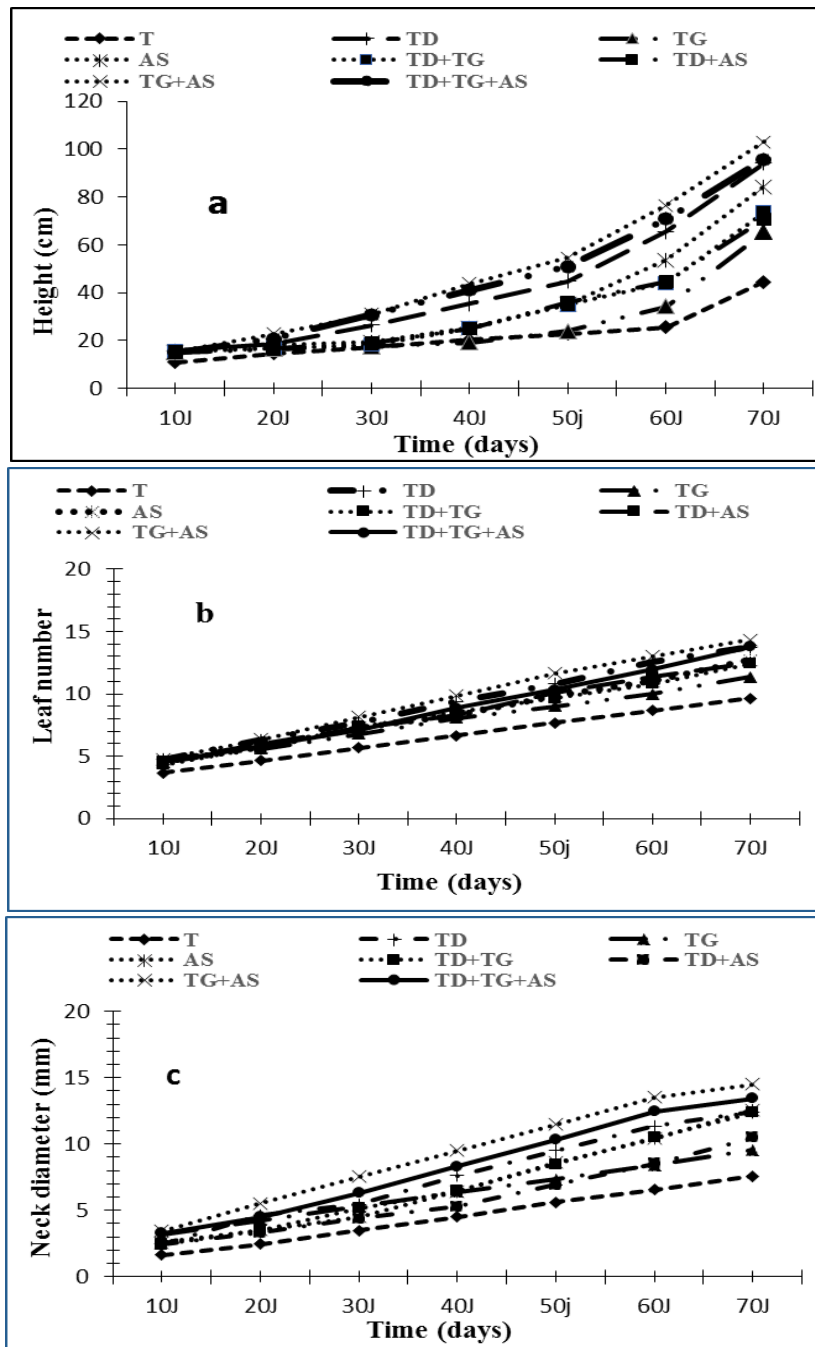 T TD TG
AS TD+TG TD+AS
TG+AS TD+TG+AS
120
100
80
60
40
20
0
a
Height (cm)
10J 20J 30J 40J 50j 60J 70J
Time (days)
T TD TG
AS TD+TG TD+AS
TG+AS TD+TG+AS
20
15
10
5
0
b
Leaf number
10J 20J 30J 40J 50j 60J 70J
Time (days)
T TD TG
AS TD+TG TD+AS
TG+AS TD+TG+AS
20
15
10
5
0
c
Neck diameter (mm)
10J 20J 30J 40J 50j 60J 70J
Time (days)